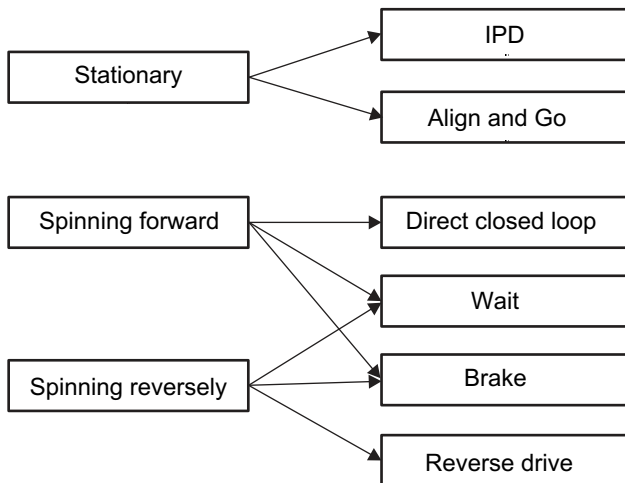 IPD
Stationary
Align and Go
Spinning forward
Direct closed loop
Wait
Spinning reversely
Brake
Reverse drive